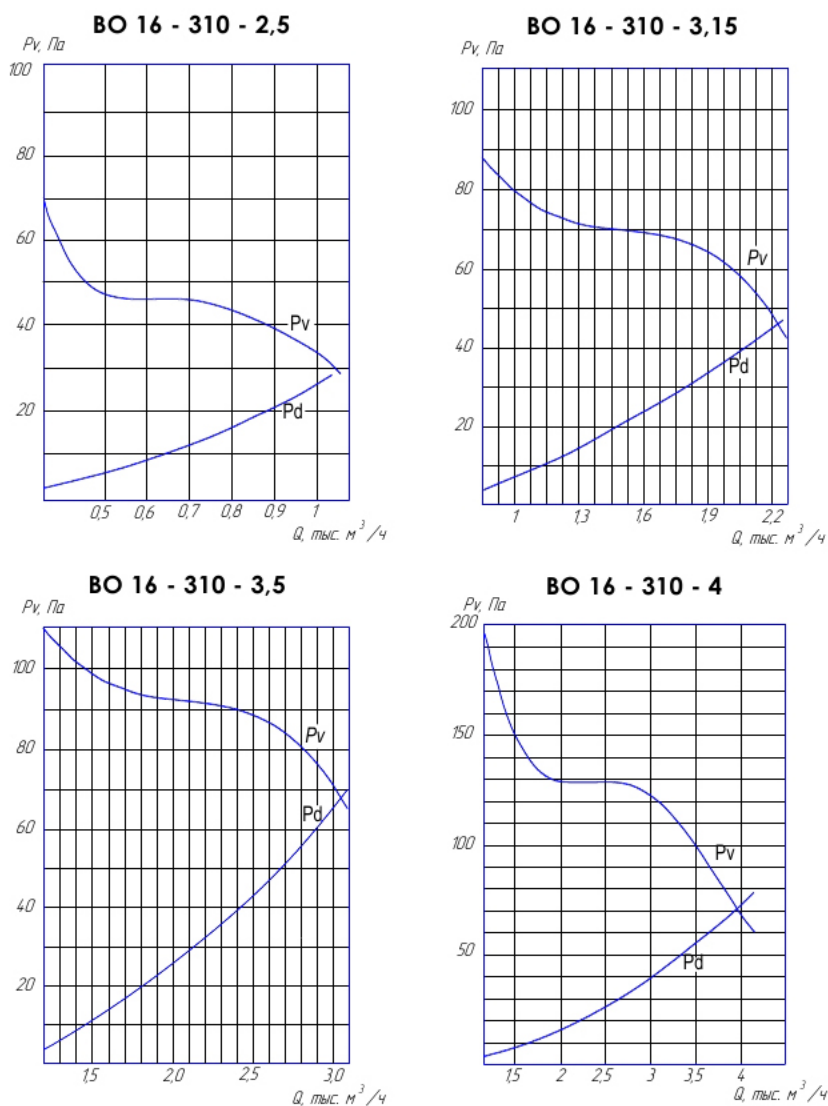 ВО 16 - 310 - 2,5
Pv, Па
100
80
60
40
20
Pv
Pd
0,5 0,6 0,7 0,8 0,9 1
Q, тыс. м³/ч
ВО 16 - 310 - 3,15
Pv, Па
100
80
60
40
20
Pv
Pd
1 1,3 1,6 1,9 2,2
Q, тыс. м³/ч
ВО 16 - 310 - 3,5
Pv, Па
100
80
60
40
20
Pv
Pd
1,5 2,0 2,5 3,0
Q, тыс. м³/ч
ВО 16 - 310 - 4
Pv, Па
200
150
100
50
Pv
Pd
1,5 2 2,5 3 3,5 4
Q, тыс. м³/ч